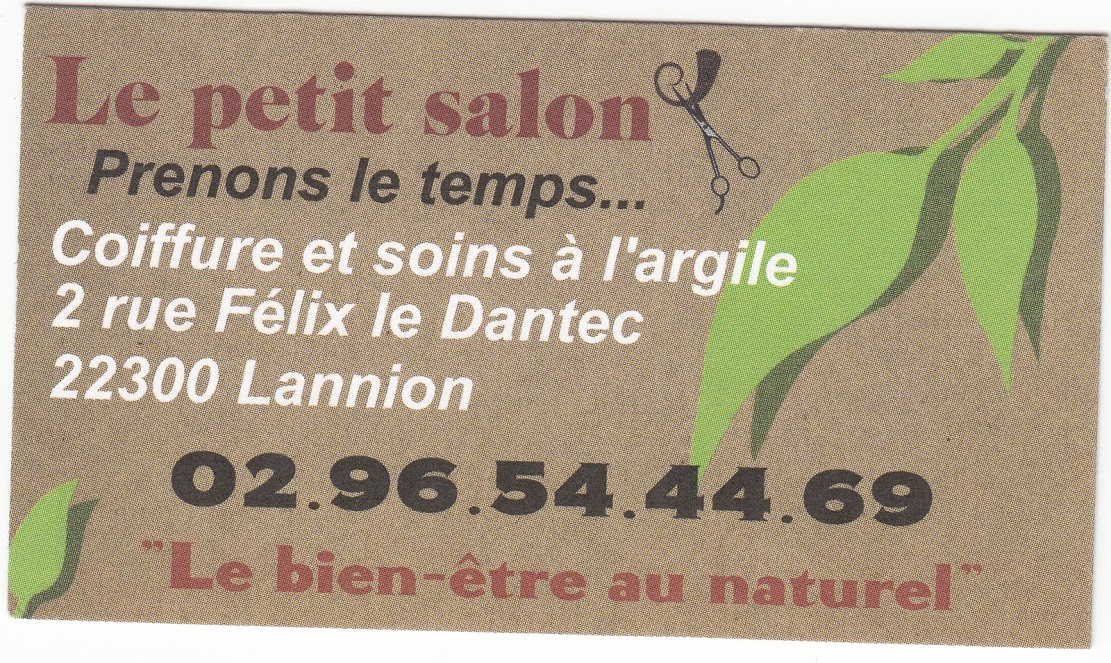 Le petit salon
Prenons le temps...
Coiffure et soins à l'argile
2 rue Félix le Dantec
22300 Lannion
02.96.54.44.69
"Le bien-être au naturel"